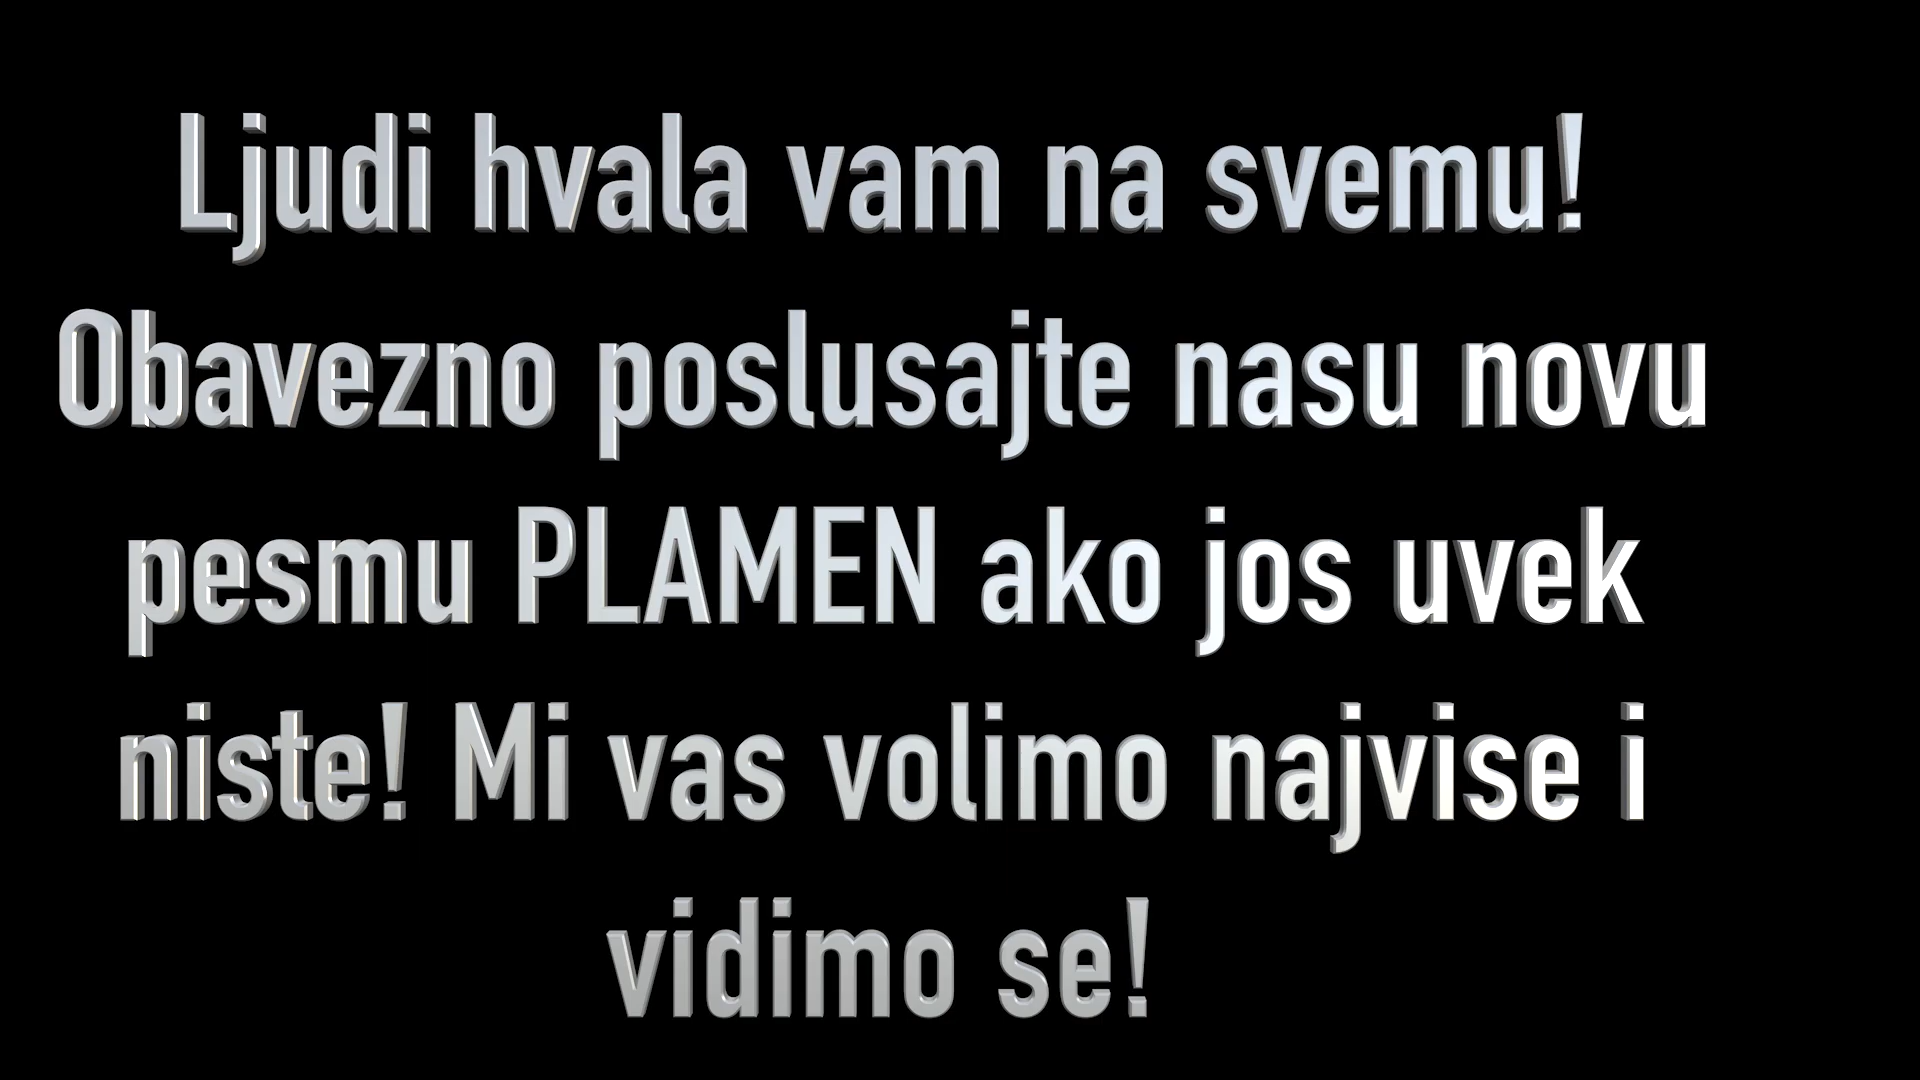 Ljudi hvala vam na svemu!
Obavezno poslusajte nasu novu
pesmu PLAMEN ako jos uvek
niste! Mi vas volimo najvise i
vidimo se!